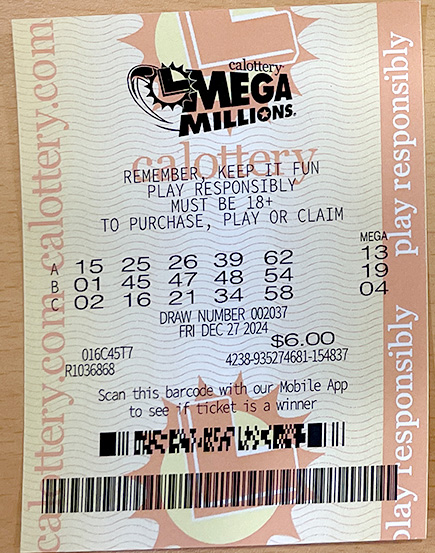 calottery
MEGA
MILLIONS
calottery
REMEMBER, KEEP IT FUN
PLAY RESPONSIBLY
MUST BE 18+
TO PURCHASE, PLAY OR CLAIM
MEGA
A 15 25 26 39 62 13
B 01 45 47 48 54 19
C 02 16 21 34 58 04
DRAW NUMBER 002037
FRI DEC 27 2024
$6.00
016C45T7
4238-935274681-154837
R1036868
Scan this barcode with our Mobile App
to see if ticket is a winner
calottery.com calottery.com
play responsibly
play responsibly